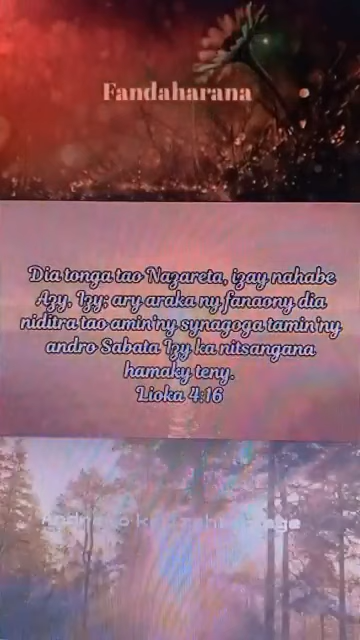 Fandaharana
Dia tonga tao Nazareta, izay nahabe
Azy, Izy; ary araka ny fanaony dia
niditra tao amin'ny synagoga tamin'ny
andro Sabata Izy ka nitsangana
hamaky teny.
Lioka 4:16